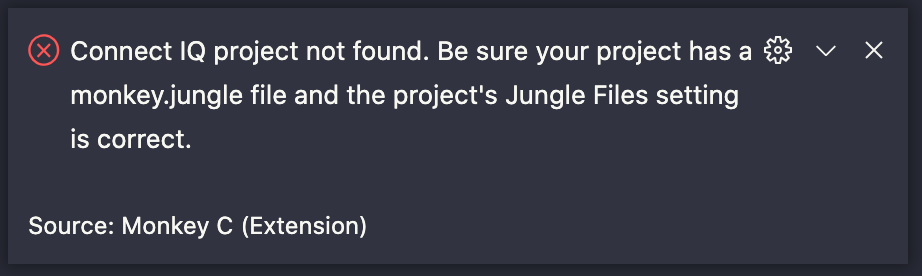 Connect IQ project not found. Be sure your project has a
monkey.jungle file and the project's Jungle Files setting
is correct.
Source: Monkey C (Extension)